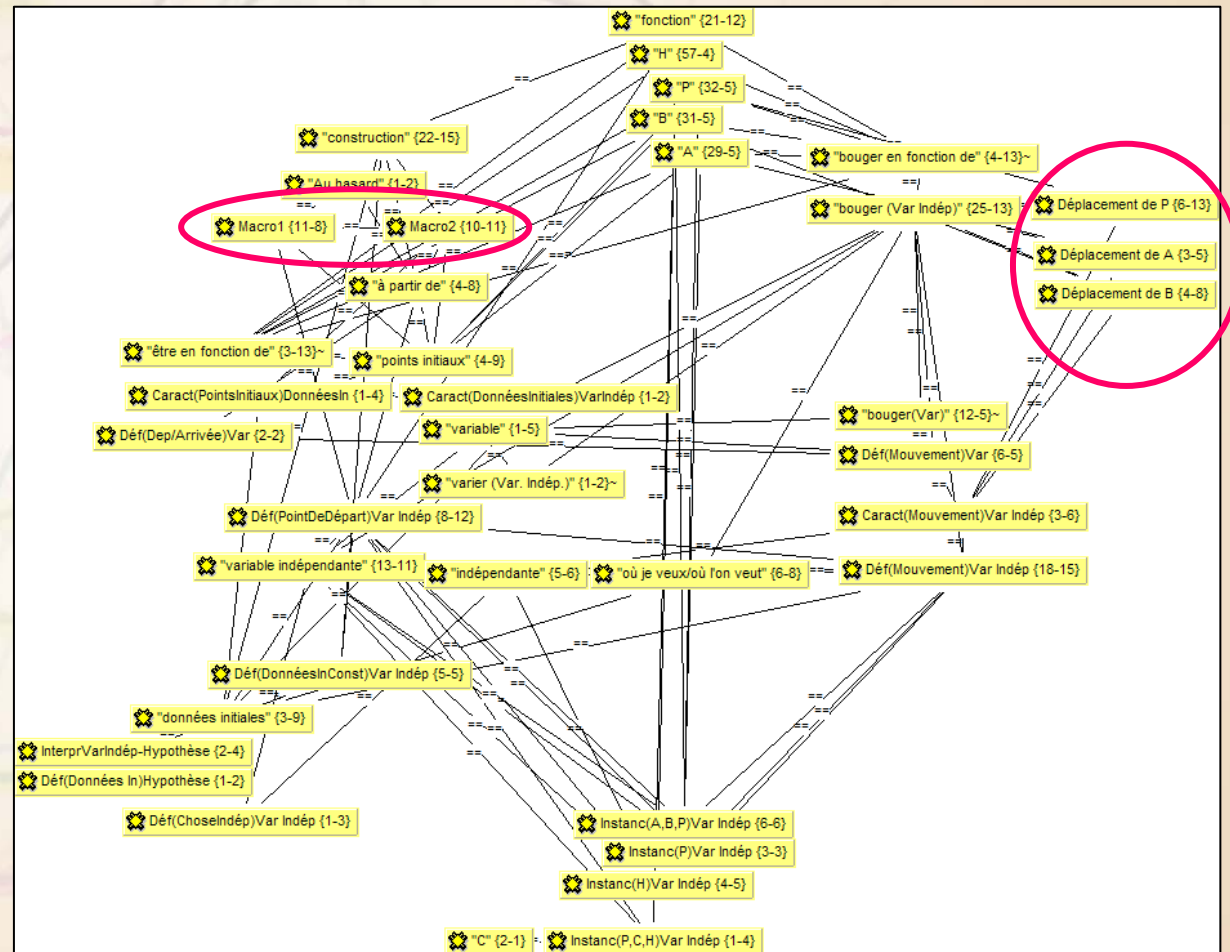 "fonction" {21-12}
"H" {57-4}
"P" {32-5}
"B" {31-5}
"construction" {22-15}
"A" {29-5}
"bouger en fonction de" {4-13}~
"Au hasard" {1-2}
"bouger (Var Indép)" {25-13}
Déplacement de P {6-13}
Macro1 {11-8}
Macro2 {10-11}
Déplacement de A {3-5}
"à partir de" {4-8}
Déplacement de B {4-8}
"être en fonction de" {3-13}~
"points initiaux" {4-9}
Caract(PointsInitiaux)DonnéesIn {1-4}
Caract(DonnéesInitiales)VarIndép {1-2}
"bouger(Var)" {12-5}~
Déf(Dep/Arrivée)Var {2-2}
"variable" {1-5}
Déf(Mouvement)Var {6-5}
"varier (Var. Indép.)" {1-2}~
Déf(PointDeDépart)Var Indép {8-12}
Caract(Mouvement)Var Indép {3-6}
"variable indépendante" {13-11}
"indépendante" {5-6}
"où je veux/où l'on veut" {6-8}
Déf(Mouvement)Var Indép {18-15}
Déf(DonnéesInConst)Var Indép {5-5}
"données initiales" {3-9}
InterprVarIndép-Hypothèse {2-4}
Déf(Données In)Hypothèse {1-2}
Déf(ChoseIndép)Var Indép {1-3}
Instanc(A,B,P)Var Indép {6-6}
Instanc(P)Var Indép {3-3}
Instanc(H)Var Indép {4-5}
"C" {2-1}
Instanc(P,C,H)Var Indép {1-4}